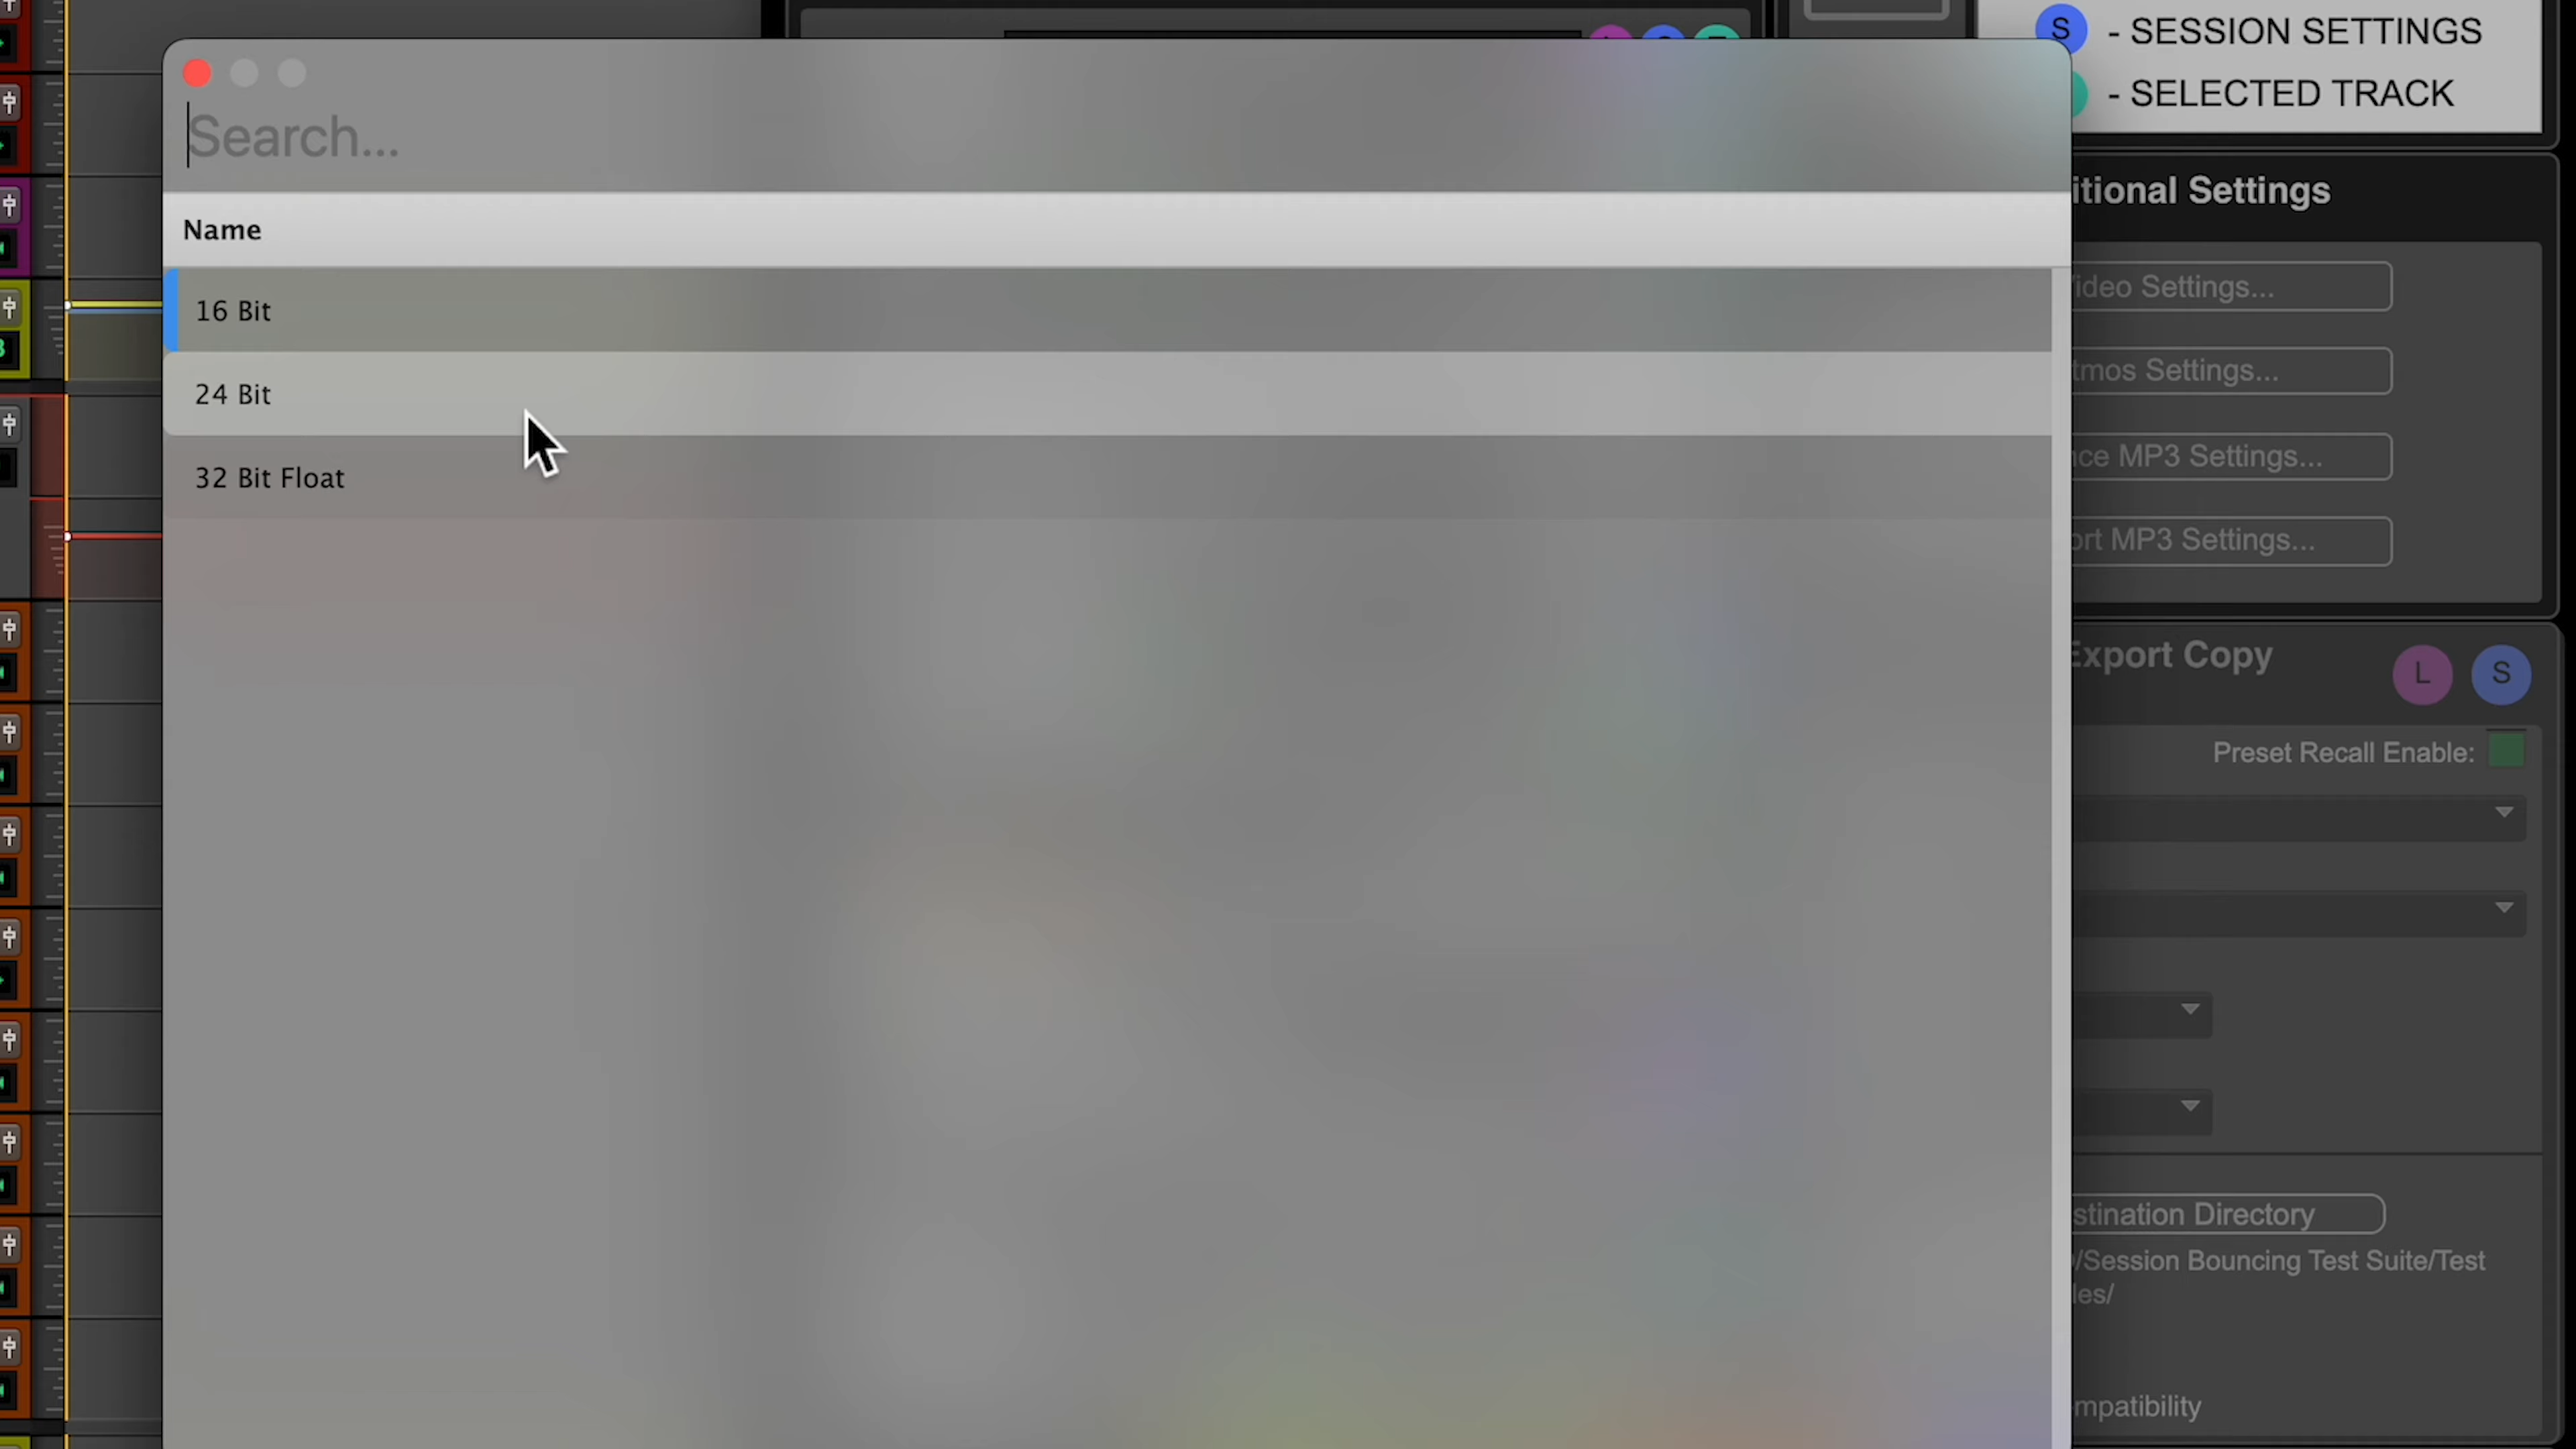 S - SESSION SETTINGS
- SELECTED TRACK
Search...
Name
16 Bit
24 Bit
32 Bit Float
itional Settings
ideo Settings...
tmos Settings...
ce MP3 Settings...
ort MP3 Settings...
Export Copy
L S
Preset Recall Enable:
stination Directory
/Session Bouncing Test Suite/Test
les/
mpatibility